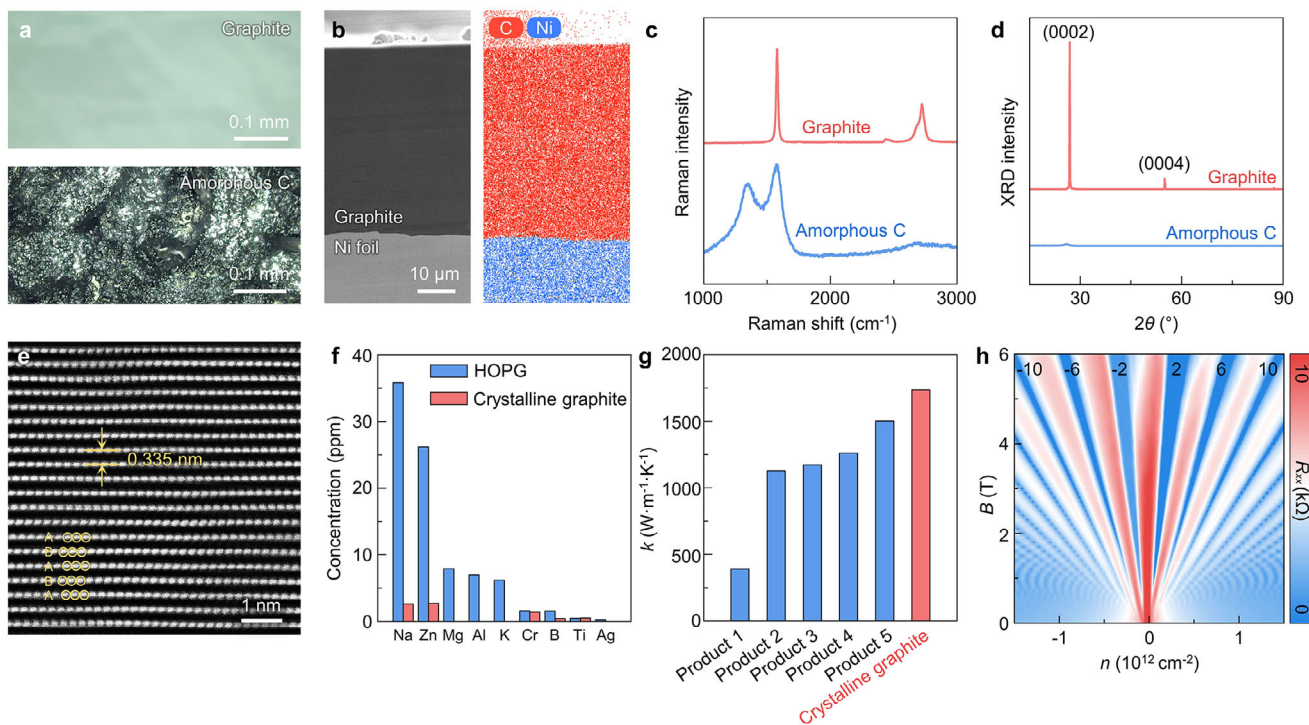 a
Graphite
0.1 mm
Amorphous C
0.1 mm
b
C
Ni
Graphite
Ni foil
10 μm
c
Raman intensity
Graphite
Amorphous C
1000
2000
3000
Raman shift (cm-1)
d
XRD intensity
(0002)
(0004)
Graphite
Amorphous C
30
60
90
2θ (°)
e
0.335 nm
A
B
A
B
A
1 nm
f
Concentration (ppm)
40
30
20
10
0
HOPG
Crystalline graphite
Na Zn Mg Al K Cr B Ti Ag
g
k (W·m-1·K-1)
2000
1750
1500
1250
1000
750
500
250
0
Product 1
Product 2
Product 3
Product 4
Product 5
Crystalline graphite
h
B (T)
6
4
2
0
-10 -6 -2 2 6 10
-1 0 1
n (1012 cm-2)
10
Rxx (kΩ)
0